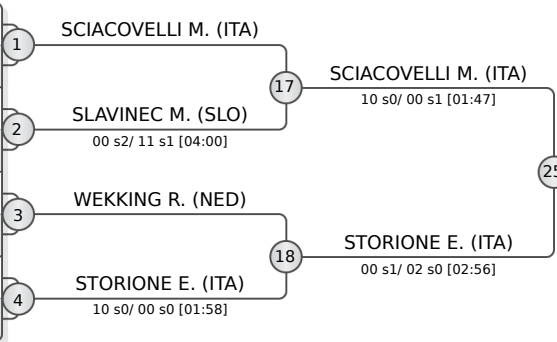 SCIACOVELLI M. (ITA)
1
17
SCIACOVELLI M. (ITA)
10 s0/ 00 s1 [01:47]
SLAVINEC M. (SLO)
2
00 s2/ 11 s1 [04:00]
25
WEKKING R. (NED)
3
18
STORIONE E. (ITA)
00 s1/ 02 s0 [02:56]
STORIONE E. (ITA)
4
10 s0/ 00 s0 [01:58]